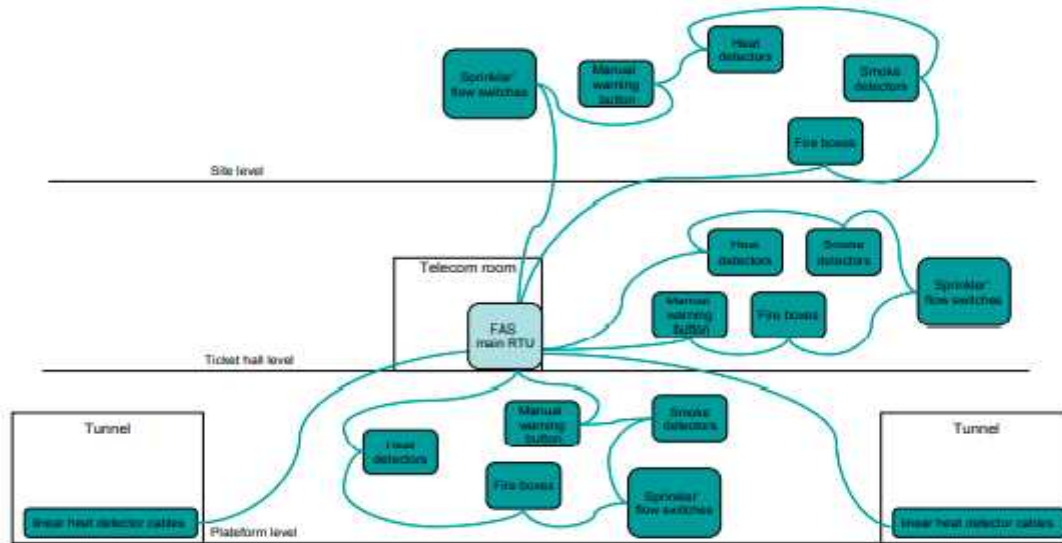 Heat
detectors
Sprinkler
flow switches
Manual
warning
button
Smoke
detectors
Fire boxes
Site level
Telecom room
Heat
detectors
Smoke
detectors
Sprinkler
flow switches
FAS
main RTU
Manual
warning
button
Fire boxes
Ticket hall level
Tunnel
Manual
warning
button
Smoke
detectors
Tunnel
Heat
detectors
Fire boxes
Sprinkler
flow switches
linear heat detector cables
linear heat detector cables
Plateform level